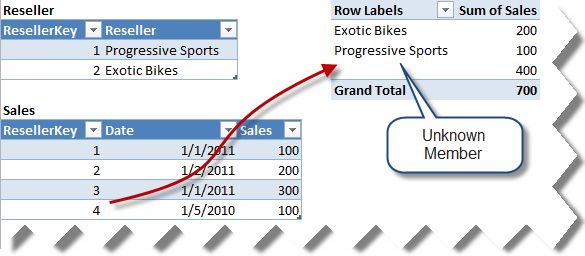 Reseller
ResellerKey Reseller
1 Progressive Sports
2 Exotic Bikes
Sales
ResellerKey Date Sales
1 1/1/2011 100
2 1/2/2011 200
3 1/1/2011 300
4 1/5/2010 100
Row Labels Sum of Sales
Exotic Bikes 200
Progressive Sports 100
400
Grand Total 700
Unknown
Member